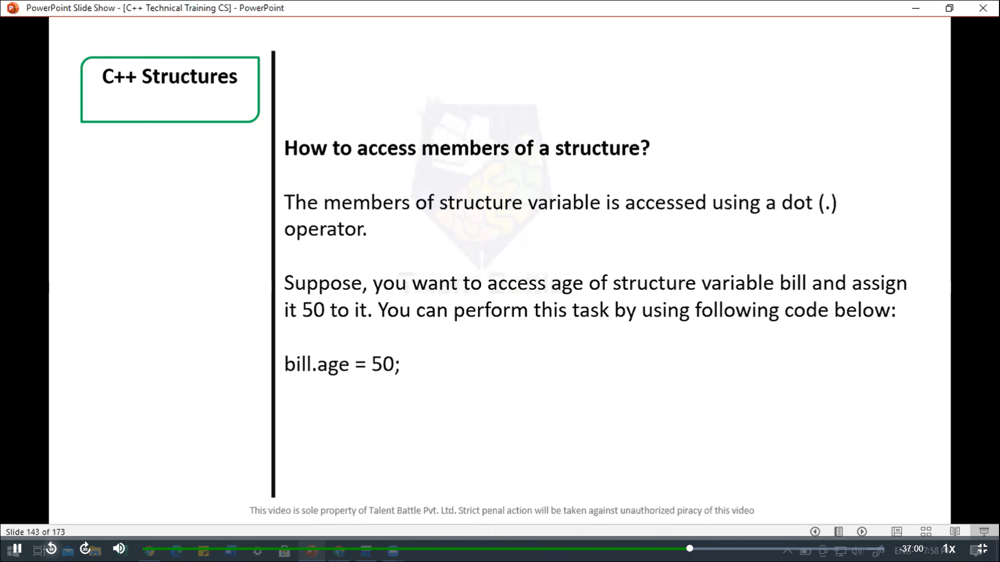 PowerPoint Slide Show - [C++ Technical Training CS] - PowerPoint
C++ Structures
How to access members of a structure?
The members of structure variable is accessed using a dot (.)
operator.
Suppose, you want to access age of structure variable bill and assign
it 50 to it. You can perform this task by using following code below:
bill.age = 50;
This video is sole property of Talent Battle Pvt. Ltd. Strict penal action will be taken against unauthorized piracy of this video
Slide 143 of 173
10
30
-37:00
7:58
1x